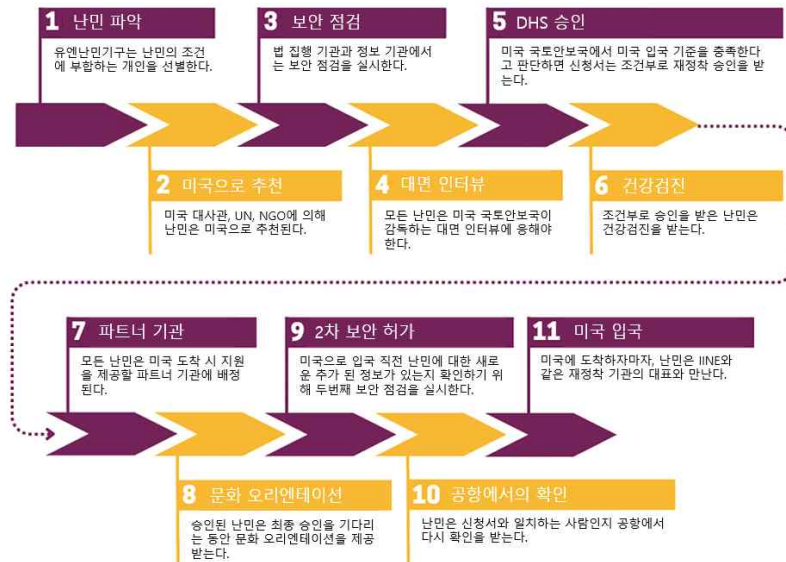 1 난민 파악
유엔난민기구는 난민의 조건
에 부합하는 개인을 선별한다.
2 미국으로 추천
미국 대사관, UN, NGO에 의해
난민은 미국으로 추천된다.
3 보안 점검
법 집행 기관과 정보 기관에서
는 보안 점검을 실시한다.
4 대면 인터뷰
모든 난민은 미국 국토안보국이
감독하는 대면 인터뷰에 응해야
한다.
5 DHS 승인
미국 국토안보국에서 미국 입국 기준을 충족한다
고 판단하면 신청서는 조건부로 재정착 승인을 받
는다.
6 건강검진
조건부로 승인을 받은 난민은
건강검진을 받는다.
7 파트너 기관
모든 난민은 미국 도착 시 지원
을 제공할 파트너 기관에 배정
된다.
8 문화 오리엔테이션
승인된 난민은 최종 승인을 기다리
는 동안 문화 오리엔테이션을 제공
받는다.
9 2차 보안 허가
미국으로 입국 직전 난민에 대한 새로
운 추가 된 정보가 있는지 확인하기 위
해 두번째 보안 점검을 실시한다.
10 공항에서의 확인
난민은 신청서와 일치하는 사람인지 공항에서
다시 확인을 받는다.
11 미국 입국
미국에 도착하자마자, 난민은 IINE와
같은 재정착 기관의 대표와 만난다.